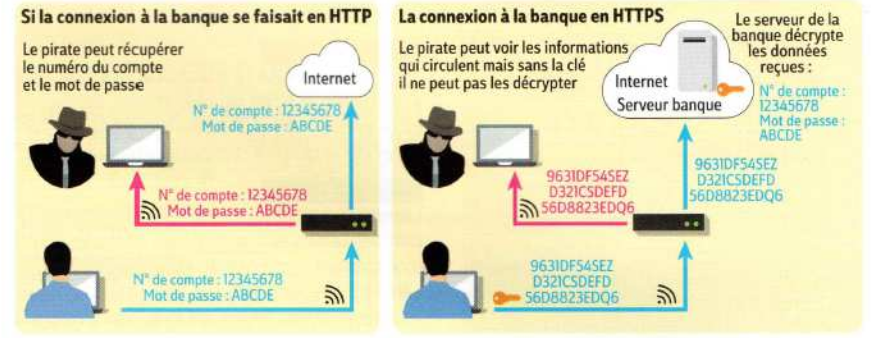 Si la connexion à la banque se faisait en HTTP
Le pirate peut récupérer
le numéro du compte
et le mot de passe
Internet
N° de compte : 12345678
Mot de passe : ABCDE
N° de compte : 12345678
Mot de passe : ABCDE
N° de compte : 12345678
Mot de passe : ABCDE
La connexion à la banque en HTTPS
Le pirate peut voir les informations
qui circulent mais sans la clé
il ne peut pas les décrypter
Internet
Serveur banque
Le serveur de la
banque décrypte
les données
reçues :
N° de compte :
12345678
Mot de passe :
ABCDE
9631DF54SEZ
D321CSDEFD
56D8823EDQ6
9631DF54SEZ
D321CSDEFD
56D8823EDQ6
9631DF54SEZ
D321CSDEFD
56D8823EDQ6